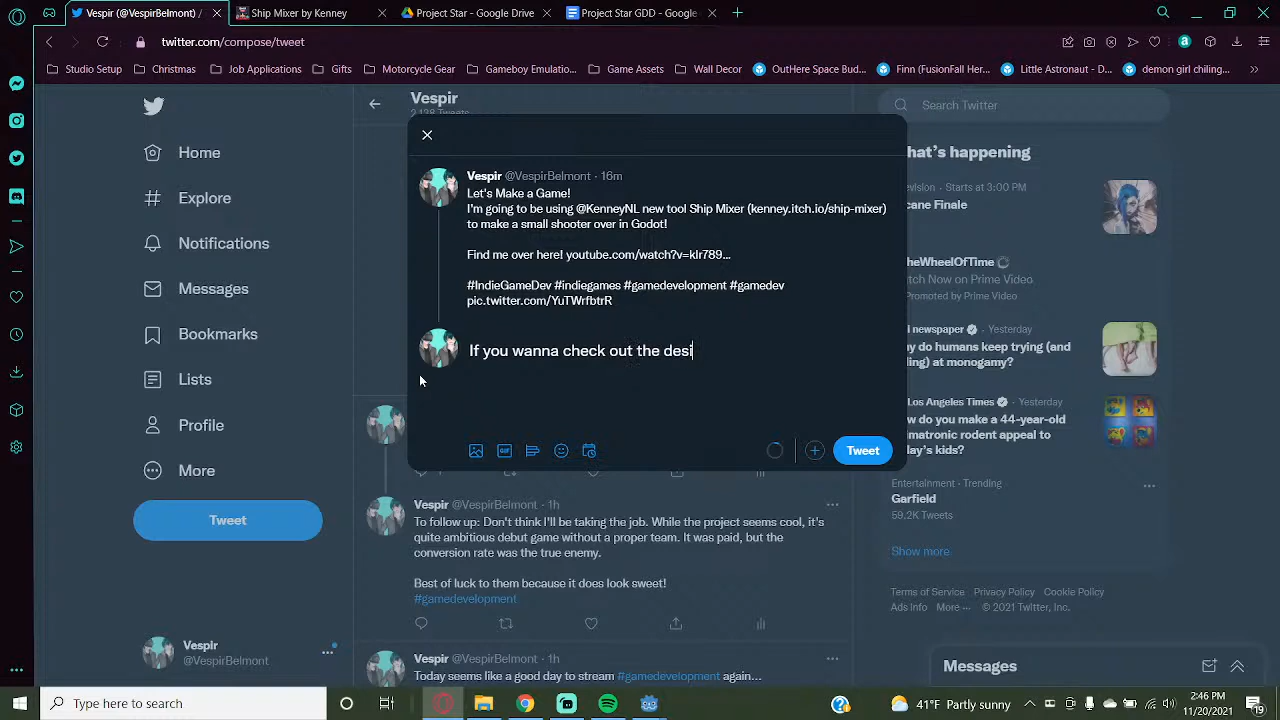 Vespir (@VespirBelmont) /
Ship Mixer by Kenney
Project Star - Google Drive
Project Star GDD - Google
twitter.com/compose/tweet
Studio Setup
Christmas
Job Applications
Gifts
Motorcycle Gear
Gameboy Emulatio...
Game Assets
Wall Decor
OutHere Space Bud...
Finn (FusionFall Her...
Little Astronaut - D...
demon girl chiling...
Home
Explore
Notifications
Messages
Bookmarks
Lists
Profile
More
Tweet
Vespir
@VespirBelmont
Vespir
2,138 Tweets
Vespir @VespirBelmont · 16m
Let's Make a Game!
I'm going to be using @KenneyNL new tool Ship Mixer (kenney.itch.io/ship-mixer)
to make a small shooter over in Godot!
Find me over here! youtube.com/watch?v=klr789...
#IndieGameDev #indiegames #gamedevelopment #gamedev
pic.twitter.com/YuTWrfbtrR
If you wanna check out the desi
Tweet
Vespir @VespirBelmont · 1h
To follow up: Don't think I'll be taking the job. While the project seems cool, it's
quite ambitious debut game without a proper team. It was paid, but the
conversion rate was the true enemy.
Best of luck to them because it does look sweet!
#gamedevelopment
Vespir @VespirBelmont · 1h
Today seems like a good day to stream #gamedevelopment again...
Search Twitter
hat's happening
evision · Starts at 3:00 PM
cane Finale
heWheelOfTime
tch Now on Prime Video
Promoted by Prime Video
l newspaper · Yesterday
y do humans keep trying (and
ling) at monogamy?
Los Angeles Times · Yesterday
w do you make a 44-year-old
imatronic rodent appeal to
day's kids?
Entertainment · Trending
Garfield
59.2K Tweets
Show more
Terms of Service Privacy Policy Cookie Policy
Ads info More ··· © 2021 Twitter, Inc.
Messages
Type here to search
41°F Sunny
2:46 PM
11/20/2021
9